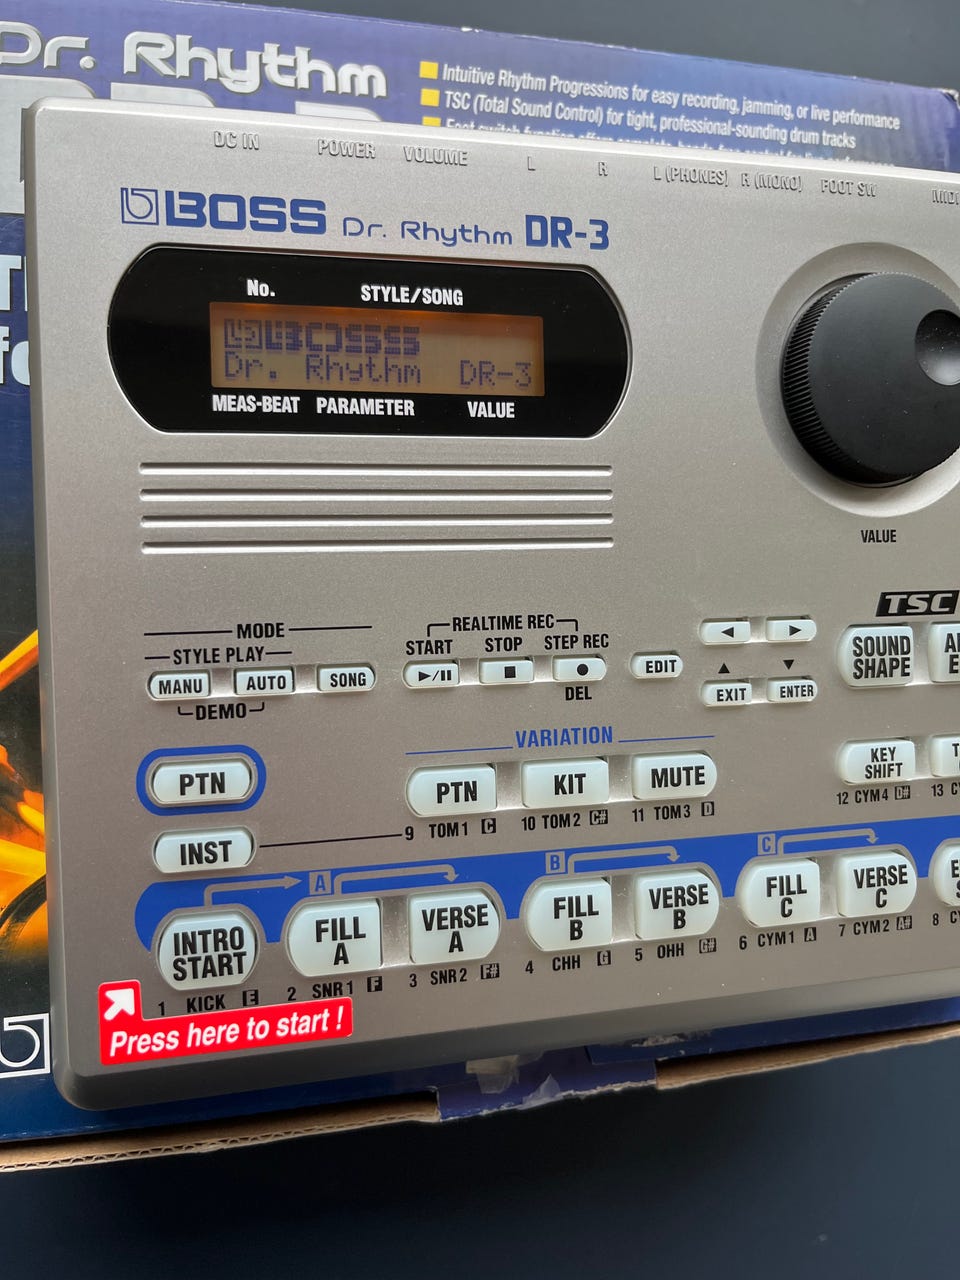 Dr. Rhythm
Intuitive Rhythm Progressions for easy recording, jamming, or live performance
TSC (Total Sound Control) for tight, professional-sounding drum tracks
DC IN POWER VOLUME L R L (PHONES) R (MONO) FOOT SW MIDI
BOSS Dr. Rhythm DR-3
No. STYLE/SONG
BOSS
Dr. Rhythm DR-3
MEAS-BEAT PARAMETER VALUE
VALUE
TSC
MODE
STYLE PLAY
MANU AUTO SONG
DEMO
REALTIME REC
START STOP STEP REC
DEL
EDIT
EXIT ENTER
SOUND
SHAPE
VARIATION
PTN
PTN KIT MUTE
KEY
SHIFT
9 TOM1 C 10 TOM2 C# 11 TOM3 D 12 CYM4 D# 13
INST
A B C
INTRO
START
FILL
A
VERSE
A
FILL
B
VERSE
B
FILL
C
VERSE
C
1 KICK E 2 SNR1 F 3 SNR2 F# 4 CHH G 5 OHH G# 6 CYM1 A 7 CYM2 A# 8
Press here to start !